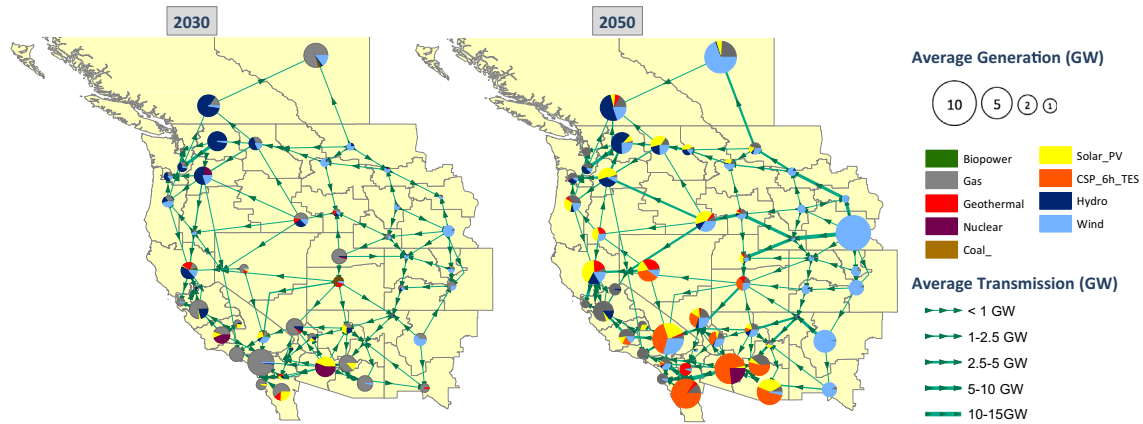 2030
2050
Average Generation (GW)
10
5
2
1
Biopower
Gas
Geothermal
Nuclear
Coal_
Solar_PV
CSP_6h_TES
Hydro
Wind
Average Transmission (GW)
< 1 GW
1-2.5 GW
2.5-5 GW
5-10 GW
10-15GW